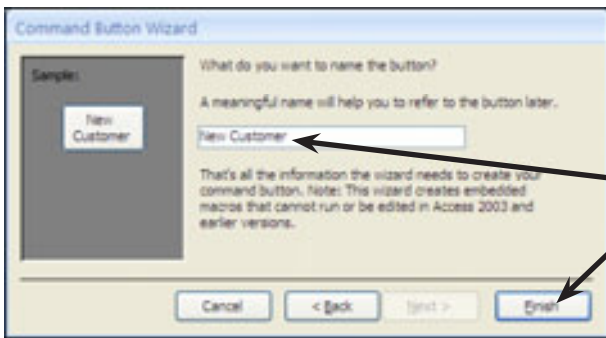 Command Button Wizard
Sample:
New
Customer
What do you want to name the button?
A meaningful name will help you to refer to the button later.
New Customer
That's all the information the wizard needs to create your
command button. Note: This wizard creates embedded
macros that cannot run or be edited in Access 2003 and
earlier versions.
Cancel
< Back
Next >
Finish